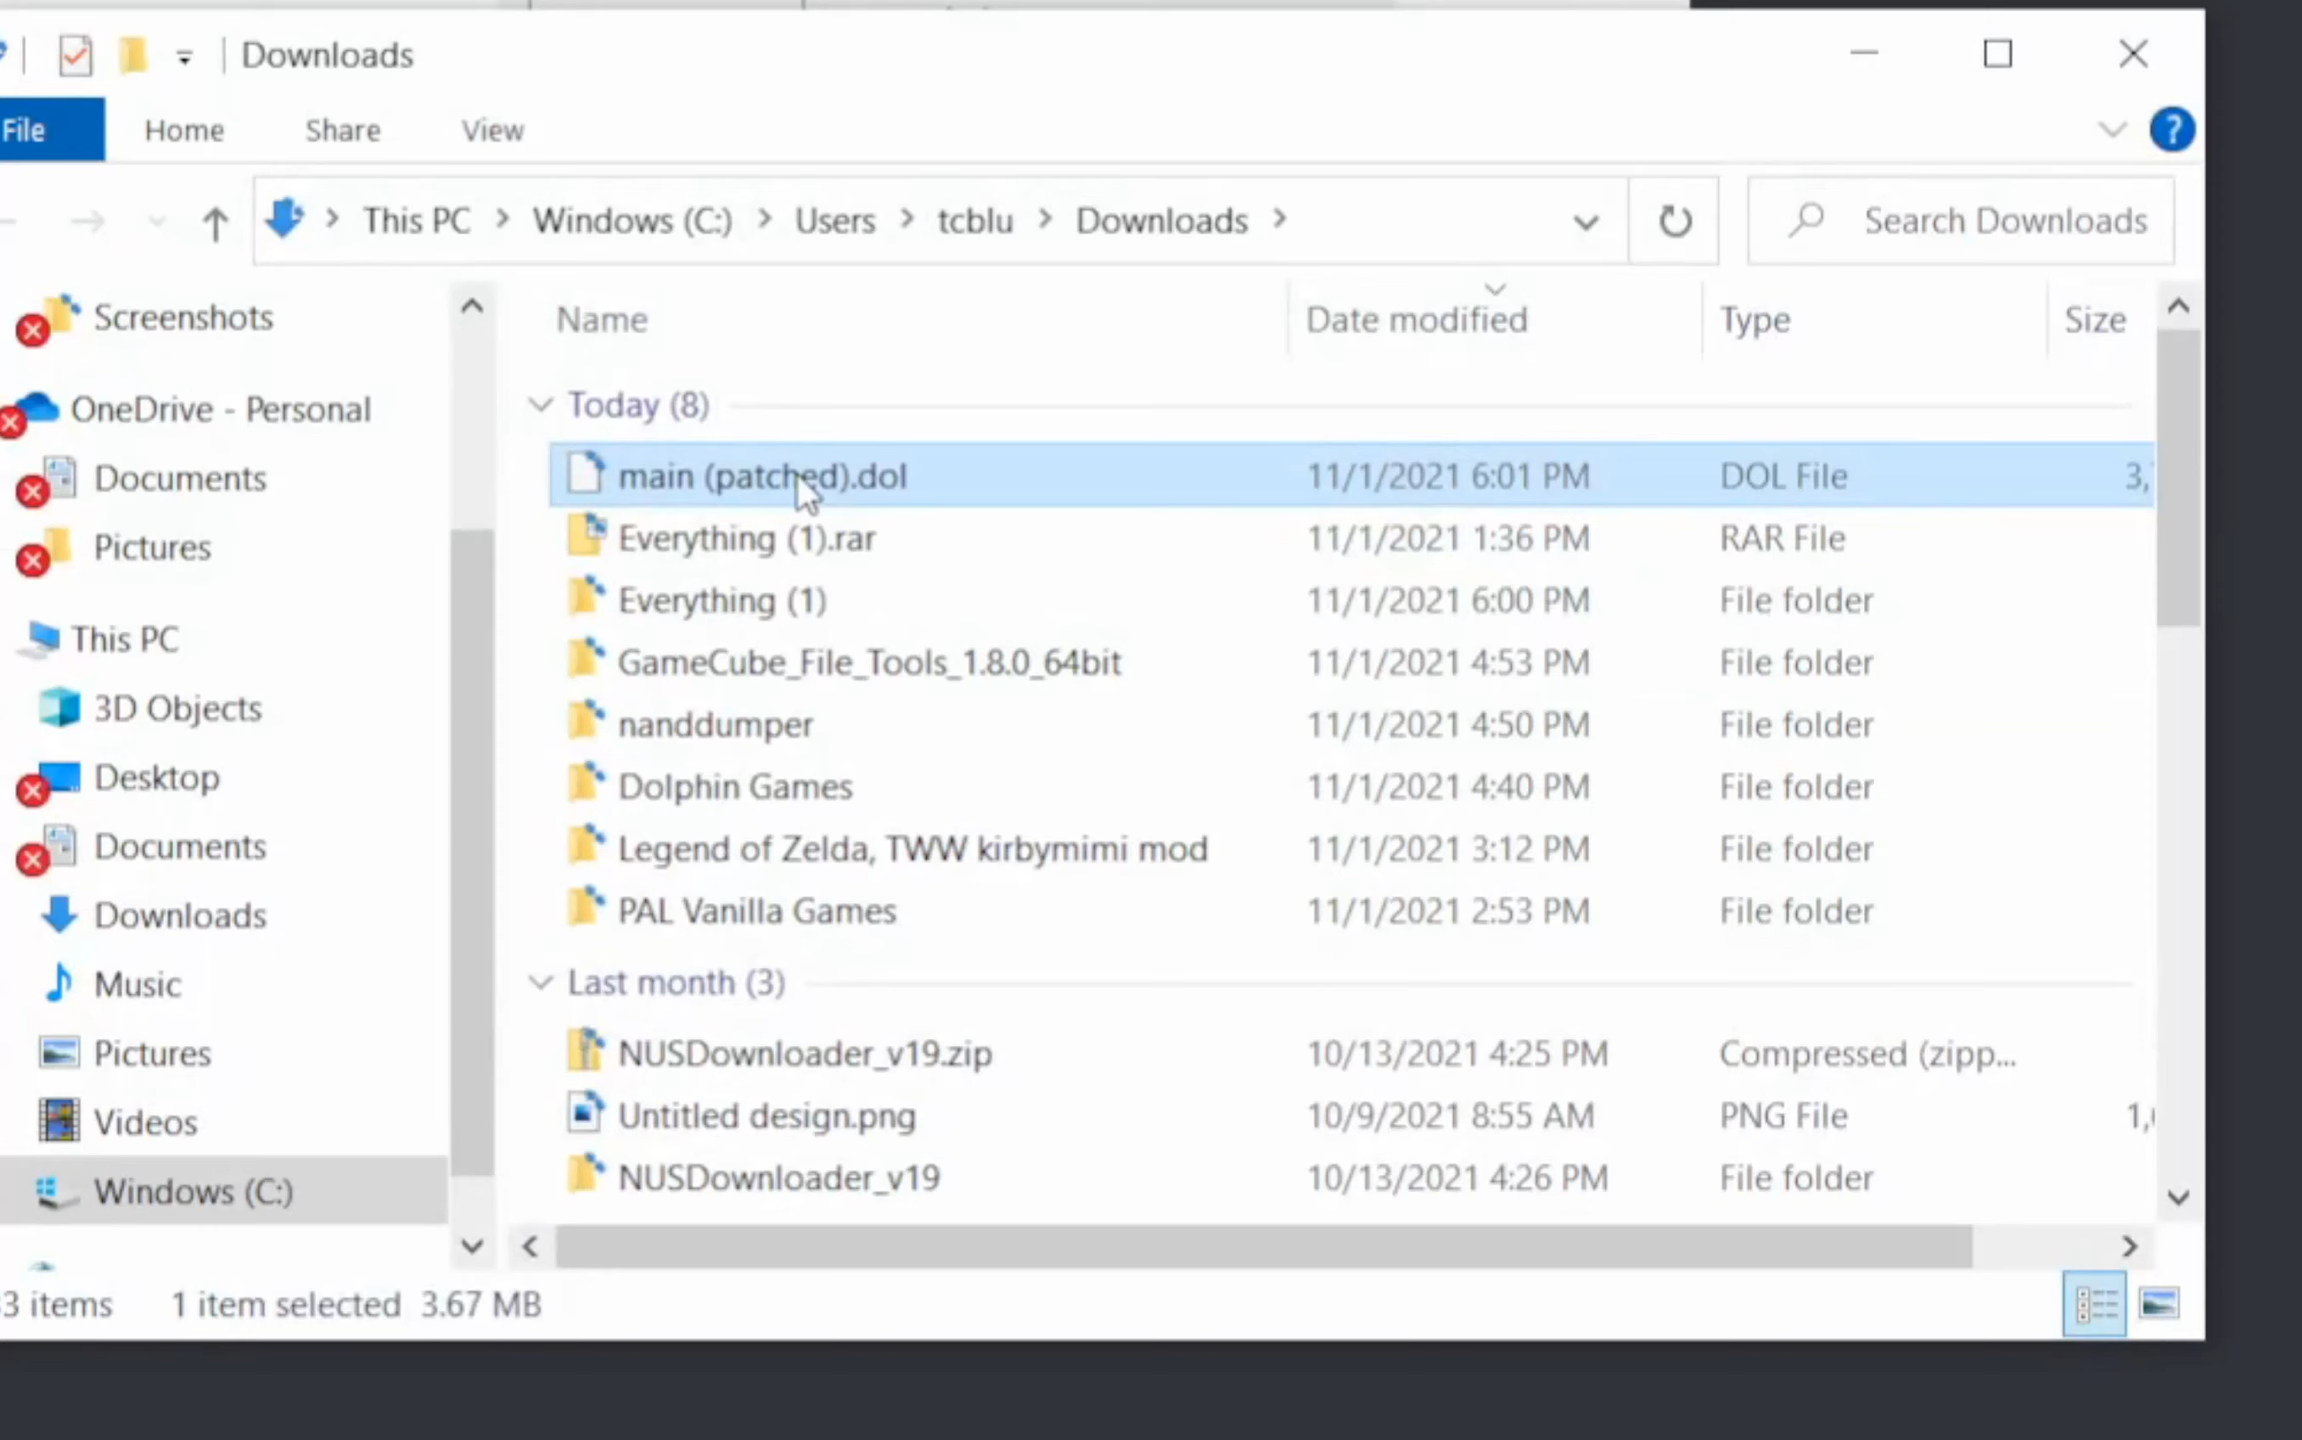 Downloads
File Home Share View
This PC Windows (C:) Users tcblu Downloads
Search Downloads
Screenshots
OneDrive - Personal
Documents
Pictures
This PC
3D Objects
Desktop
Documents
Downloads
Music
Pictures
Videos
Windows (C:)
Name Date modified Type Size
Today (8)
main (patched).dol 11/1/2021 6:01 PM DOL File 3,
Everything (1).rar 11/1/2021 1:36 PM RAR File
Everything (1) 11/1/2021 6:00 PM File folder
GameCube_File_Tools_1.8.0_64bit 11/1/2021 4:53 PM File folder
nanddumper 11/1/2021 4:50 PM File folder
Dolphin Games 11/1/2021 4:40 PM File folder
Legend of Zelda, TWW kirbymimi mod 11/1/2021 3:12 PM File folder
PAL Vanilla Games 11/1/2021 2:53 PM File folder
Last month (3)
NUSDownloader_v19.zip 10/13/2021 4:25 PM Compressed (zipp...
Untitled design.png 10/9/2021 8:55 AM PNG File 1,
NUSDownloader_v19 10/13/2021 4:26 PM File folder
3 items 1 item selected 3.67 MB